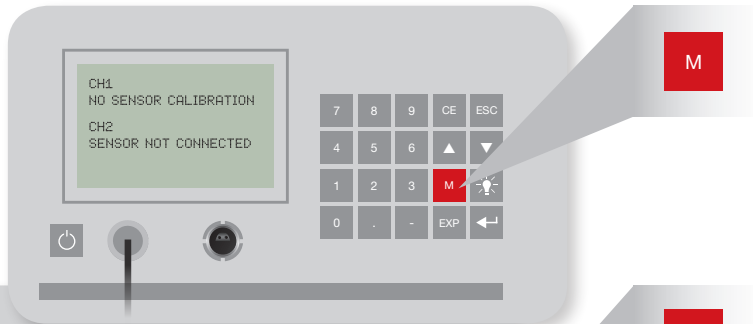 CH1
NO SENSOR CALIBRATION
CH2
SENSOR NOT CONNECTED
7 8 9 CE ESC
4 5 6
1 2 3 M
0 . - EXP
M